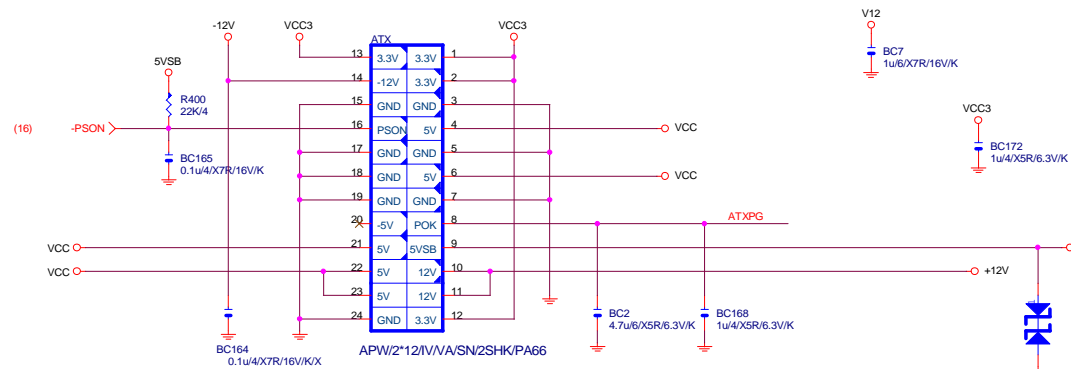 -12V
VCC3
VCC3
V12
ATX
5VSB
R400
22K/4
(16)
-PSON
BC165
0.1u/4/X7R/16V/K
13 3.3V 3.3V 1
14 -12V 3.3V 2
15 GND GND 3
16 PSON 5V 4
17 GND GND 5
18 GND 5V 6
19 GND GND 7
20 -5V POK 8
21 5V 5VSB 9
22 5V 12V 10
23 5V 12V 11
24 GND 3.3V 12
VCC
VCC
ATXPG
VCC
VCC
+12V
BC7
1u/6/X7R/16V/K
VCC3
BC172
1u/4/X5R/6.3V/K
BC2
4.7u/6/X5R/6.3V/K
BC168
1u/4/X5R/6.3V/K
BC164
0.1u/4/X7R/16V/K/X
APW/2*12/IV/VA/SN/2SHK/PA66